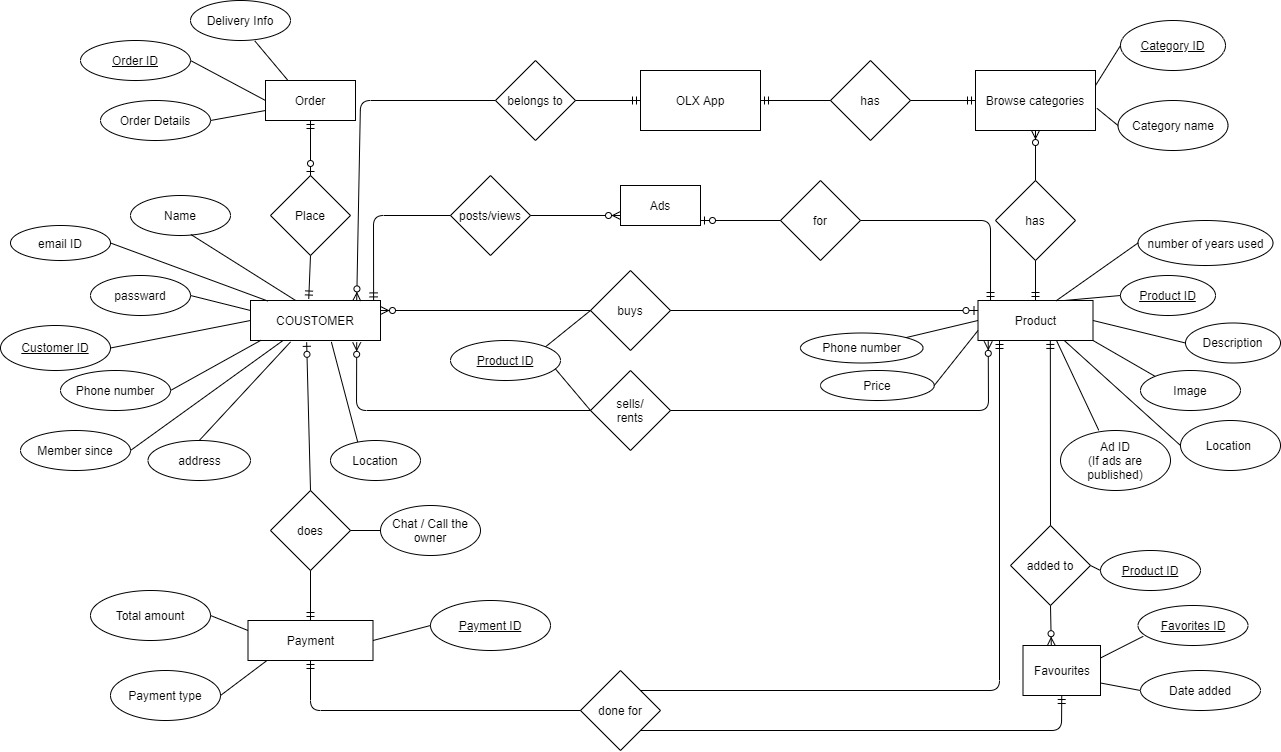 Delivery Info
Order ID
Order
Order Details
belongs to
OLX App
has
Browse categories
Category ID
Category name
Place
Name
email ID
passward
Customer ID
Phone number
Member since
address
Location
COUSTOMER
posts/views
Ads
for
has
buys
Product ID
sells/
rents
Product
Phone number
Price
number of years used
Product ID
Description
Image
Location
Ad ID
(If ads are
published)
does
Chat / Call the
owner
added to
Product ID
Total amount
Payment
Payment ID
Payment type
done for
Favourites
Favorites ID
Date added